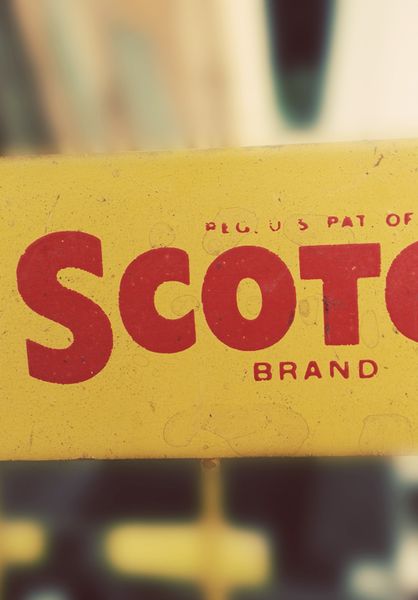 REG. U S PAT OF
SCOTC
BRAND